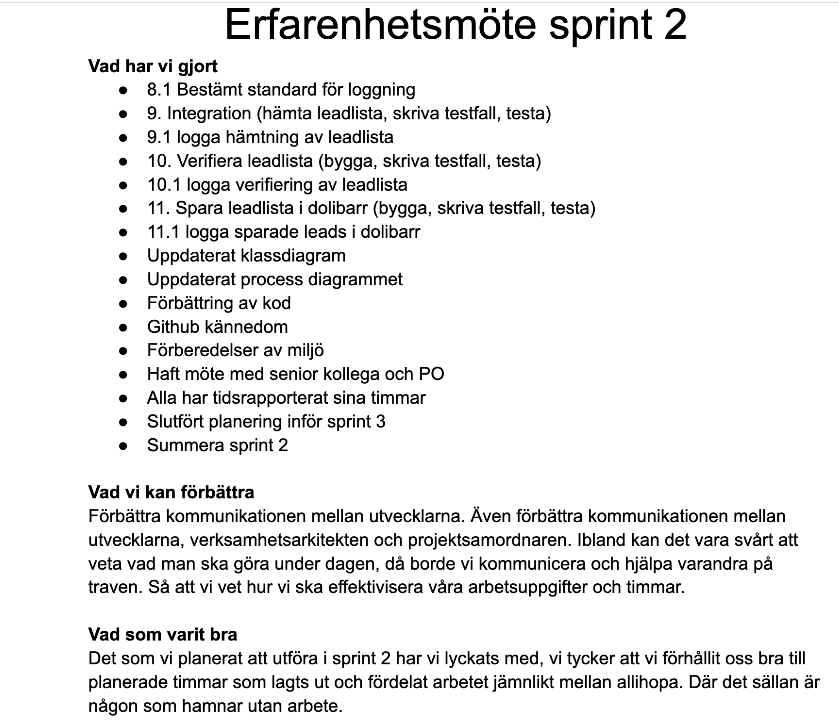 Erfarenhetsmöte sprint 2
Vad har vi gjort
● 8.1 Bestämt standard för loggning
● 9. Integration (hämta leadlista, skriva testfall, testa)
● 9.1 logga hämtning av leadlista
● 10. Verifiera leadlista (bygga, skriva testfall, testa)
● 10.1 logga verifiering av leadlista
● 11. Spara leadlista i dolibarr (bygga, skriva testfall, testa)
● 11.1 logga sparade leads i dolibarr
● Uppdaterat klassdiagram
● Uppdaterat process diagrammet
● Förbättring av kod
● Github kännedom
● Förberedelser av miljö
● Haft möte med senior kollega och PO
● Alla har tidsrapporterat sina timmar
● Slutfört planering inför sprint 3
● Summera sprint 2
Vad vi kan förbättra
Förbättra kommunikationen mellan utvecklarna. Även förbättra kommunikationen mellan
utvecklarna, verksamhetsarkitekten och projektsamordnaren. Ibland kan det vara svårt att
veta vad man ska göra under dagen, då borde vi kommunicera och hjälpa varandra på
traven. Så att vi vet hur vi ska effektivisera våra arbetsuppgifter och timmar.
Vad som varit bra
Det som vi planerat att utföra i sprint 2 har vi lyckats med, vi tycker att vi förhållit oss bra till
planerade timmar som lagts ut och fördelat arbetet jämnlikt mellan allihopa. Där det sällan är
någon som hamnar utan arbete.